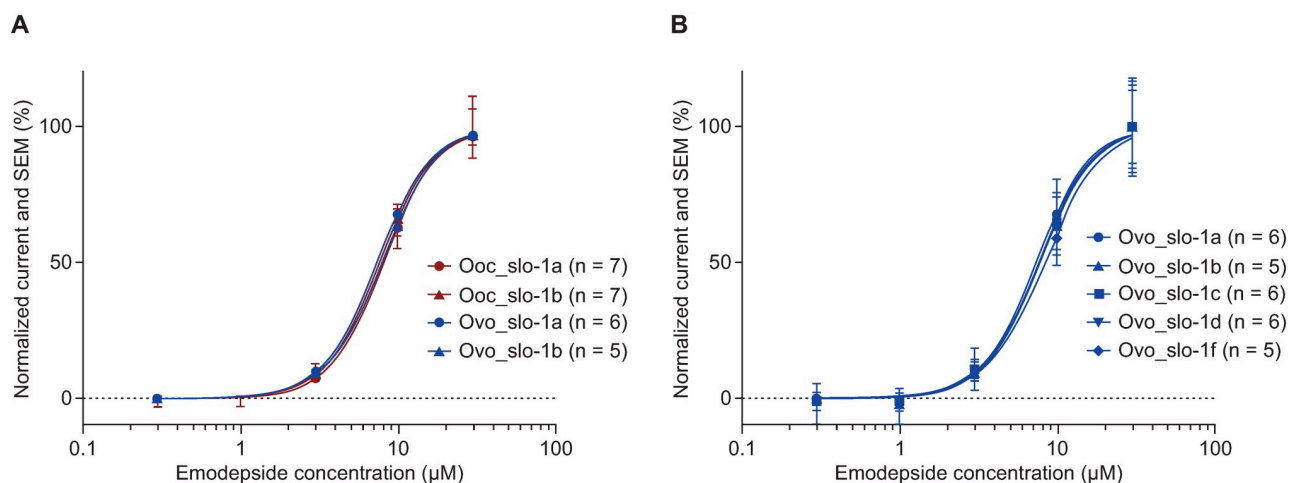 A
Normalized current and SEM (%)
100
50
0
0.1
1
10
100
Emodepside concentration (µM)
Ooc_slo-1a (n = 7)
Ooc_slo-1b (n = 7)
Ovo_slo-1a (n = 6)
Ovo_slo-1b (n = 5)
B
Normalized current and SEM (%)
100
50
0
0.1
1
10
100
Emodepside concentration (µM)
Ovo_slo-1a (n = 6)
Ovo_slo-1b (n = 5)
Ovo_slo-1c (n = 6)
Ovo_slo-1d (n = 6)
Ovo_slo-1f (n = 5)